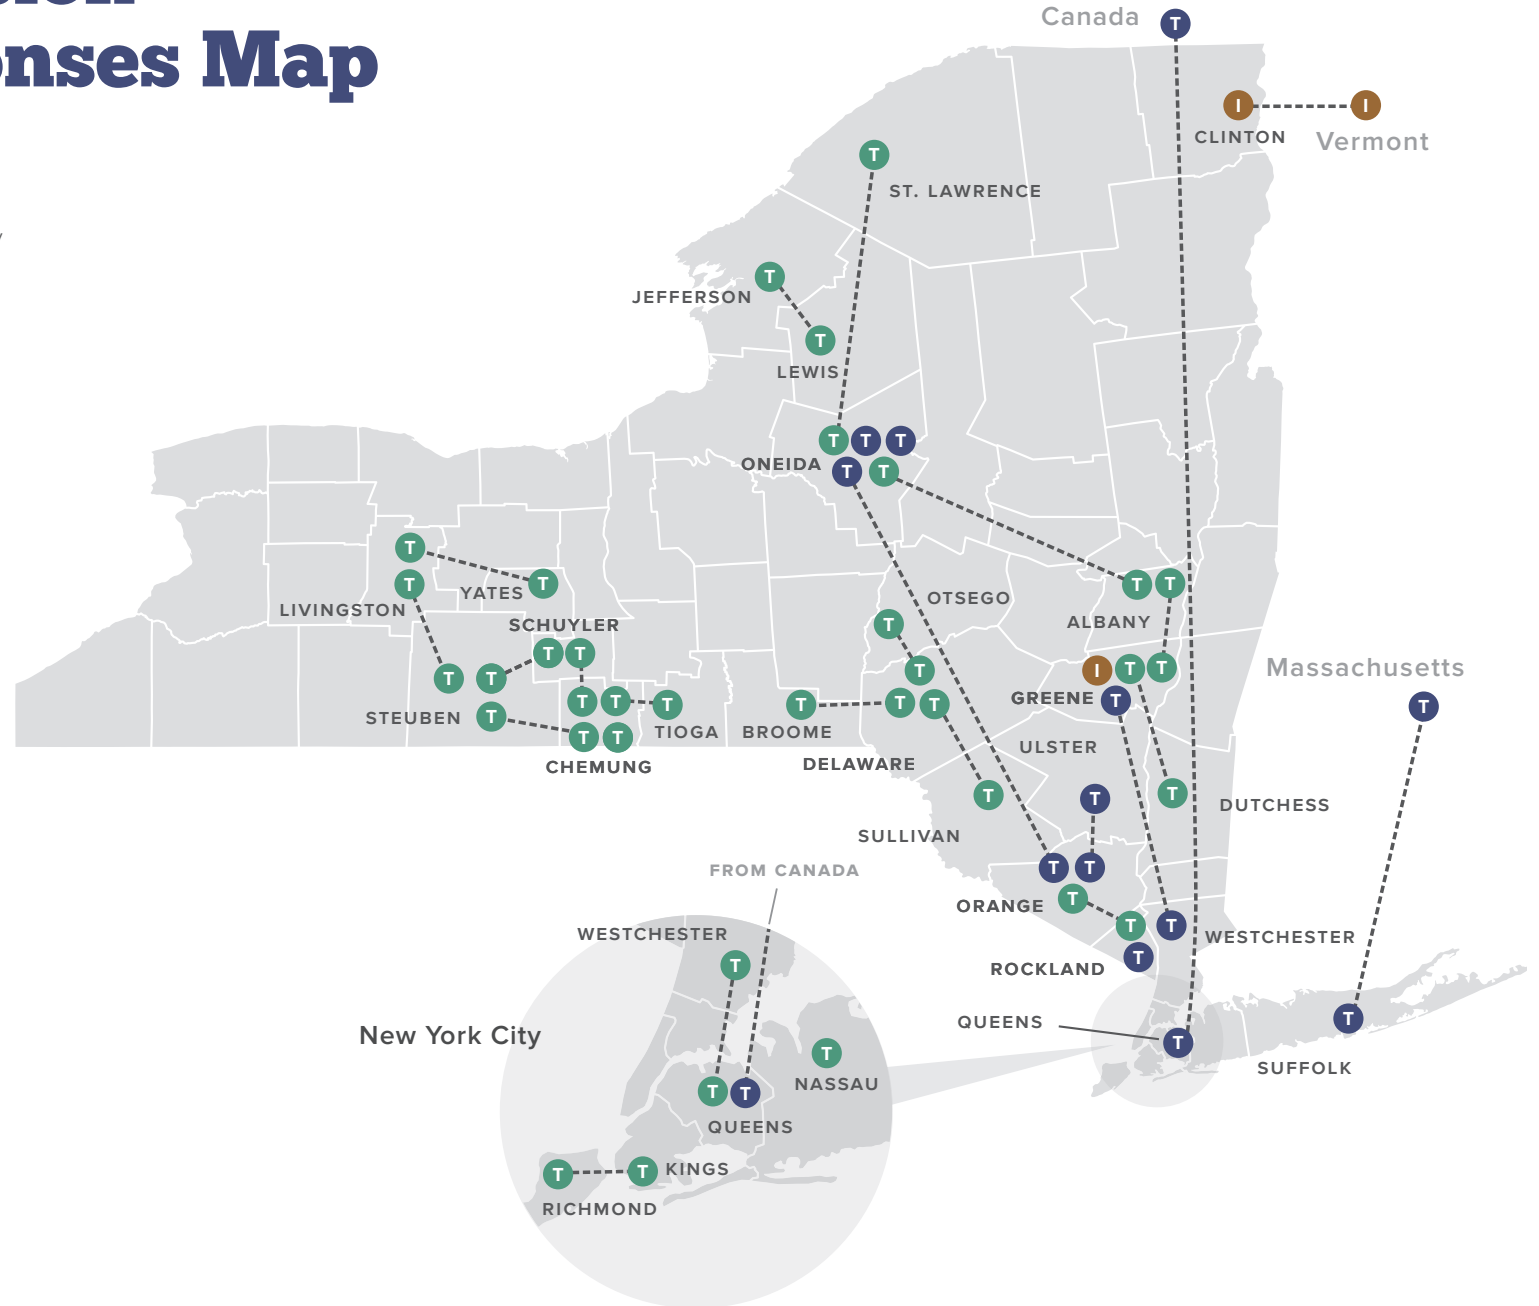 onses Map
Canada
T
I
I
CLINTON
Vermont
T
ST. LAWRENCE
T
JEFFERSON
T
LEWIS
T T T
ONEIDA
T T
T
T
YATES
T
LIVINGSTON
SCHUYLER
T T
T
T
STEUBEN
T
T T
T
TIOGA
T T
CHEMUNG
OTSEGO
T
T
T
BROOME
T T
DELAWARE
T T
ALBANY
I T T
GREENE
T
Massachusetts
T
ULSTER
T
T
DUTCHESS
T
SULLIVAN
T T
ORANGE
T
T
T
WESTCHESTER
ROCKLAND
T
QUEENS
T
T
SUFFOLK
FROM CANADA
WESTCHESTER
T
New York City
T
NASSAU
T T
QUEENS
T
T
KINGS
RICHMOND